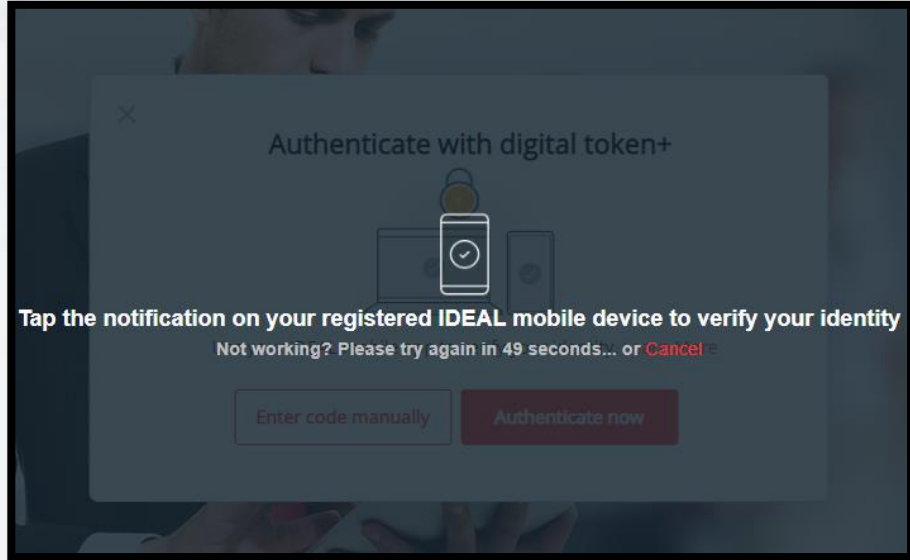 Authenticate with digital token+
Tap the notification on your registered IDEAL mobile device to verify your identity
Not working? Please try again in 49 seconds... or Cancel
Enter code manually
Authenticate now